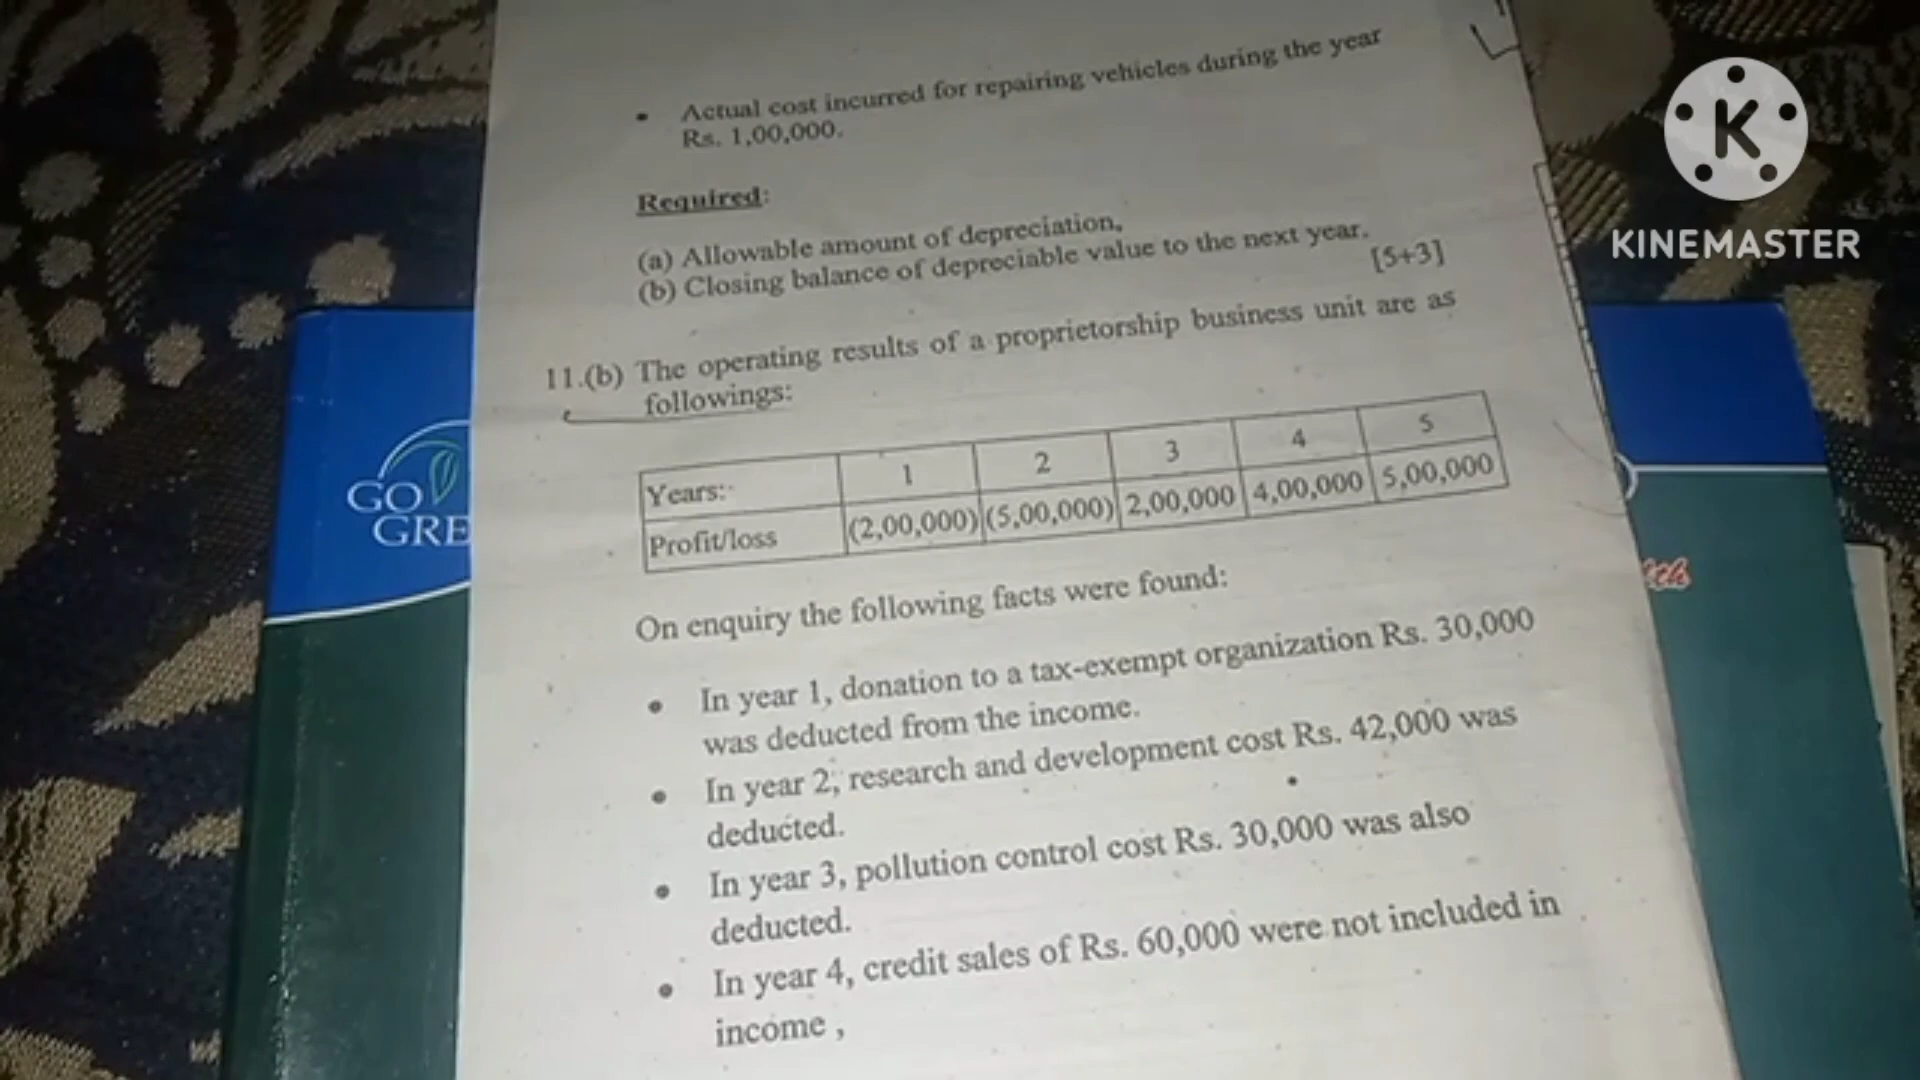 • Actual cost incurred for repairing vehicles during the year
Rs. 1,00,000.
KINEMASTER
Required:
(a) Allowable amount of depreciation,
(b) Closing balance of depreciable value to the next year.
[5+3]
11.(b) The operating results of a proprietorship business unit are as
followings:
Years: 1 2 3 4 5
Profit/loss (2,00,000) (5,00,000) 2,00,000 4,00,000 5,00,000
GO
GRE
On enquiry the following facts were found:
• In year 1, donation to a tax-exempt organization Rs. 30,000
was deducted from the income.
• In year 2, research and development cost Rs. 42,000 was
deducted.
• In year 3, pollution control cost Rs. 30,000 was also
deducted.
• In year 4, credit sales of Rs. 60,000 were not included in
income ,